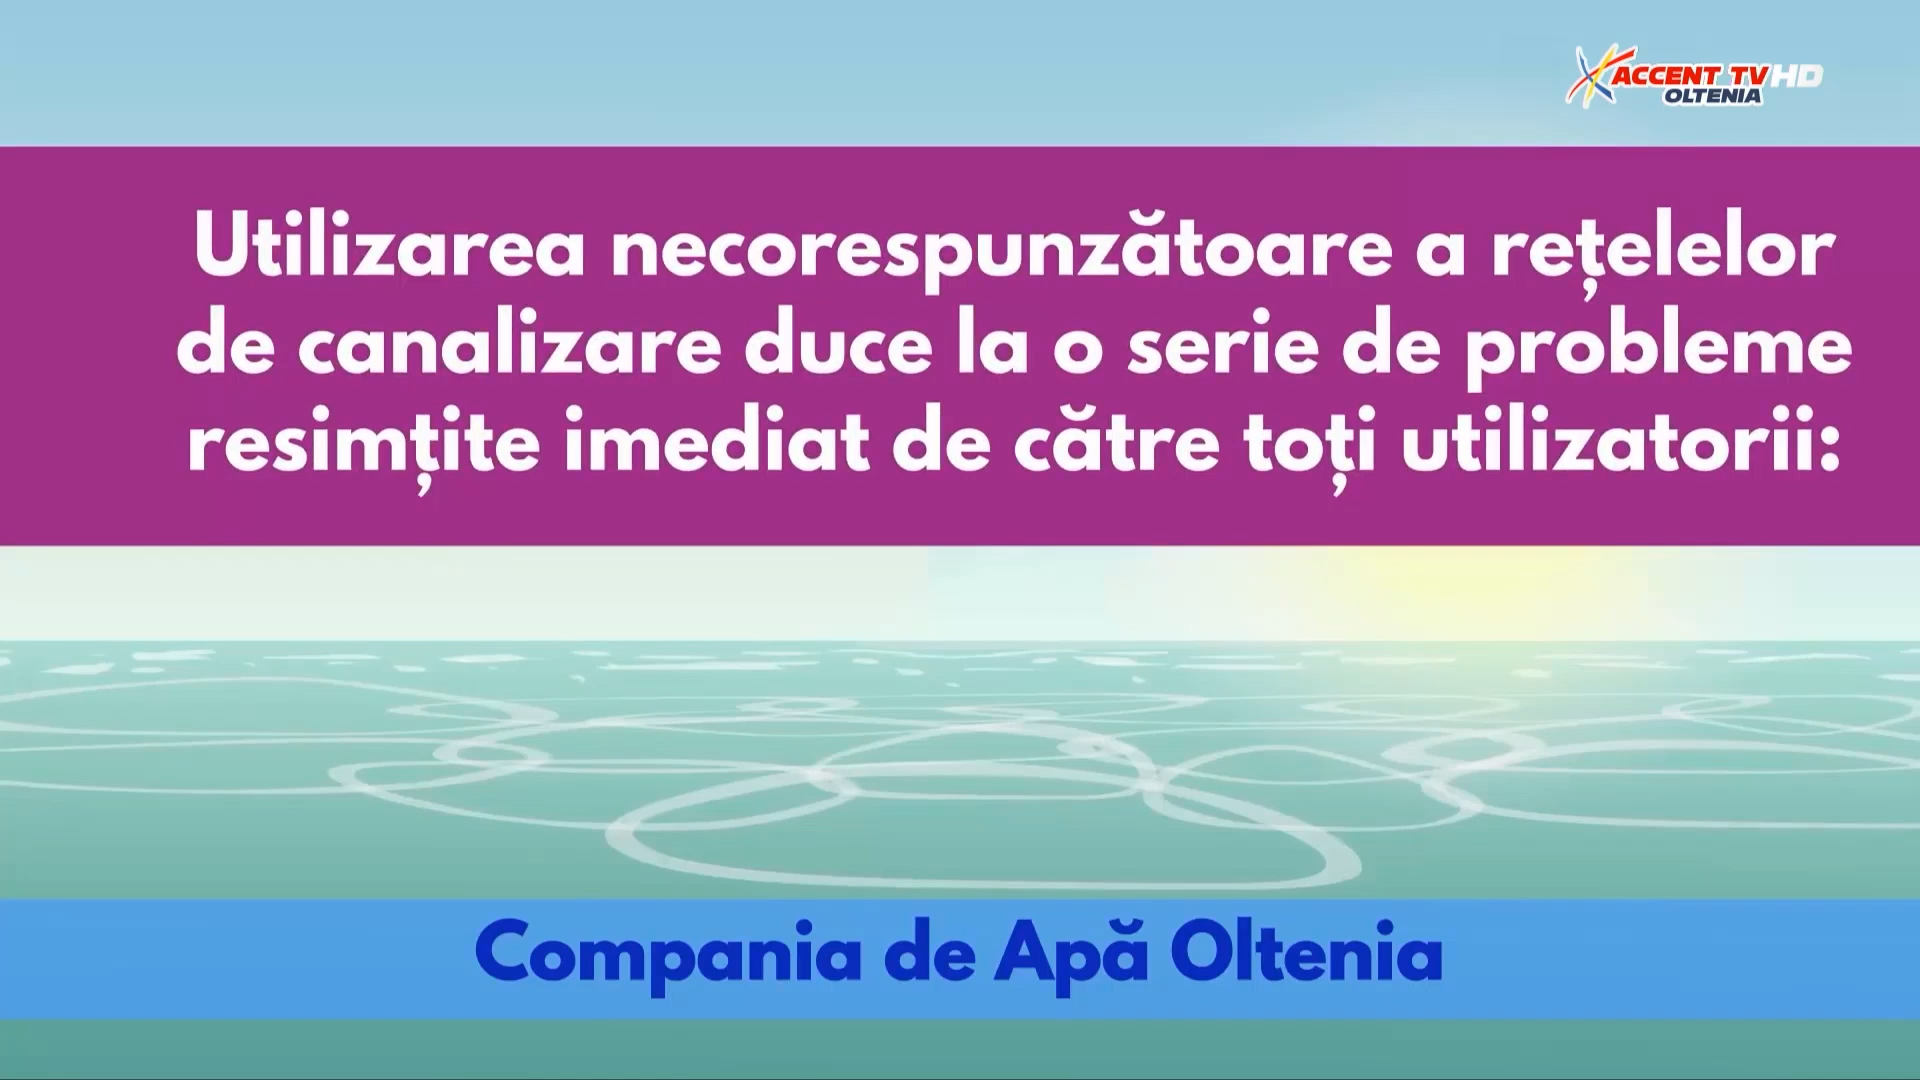 ACCENT TV HD
OLTENIA
Utilizarea necorespunzătoare a rețelelor
de canalizare duce la o serie de probleme
resimțite imediat de către toți utilizatorii:
Compania de Apă Oltenia